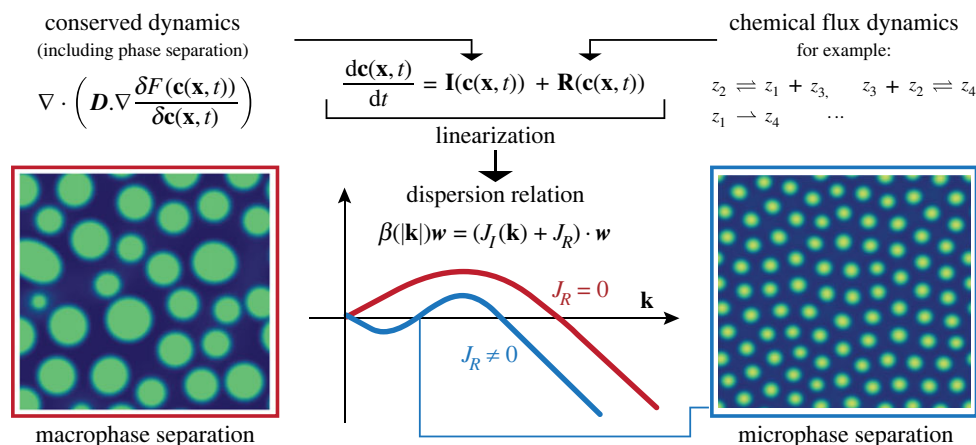 conserved dynamics
(including phase separation)
∇ · (D.∇ δF(c(x, t)) / δc(x, t))
dc(x, t) / dt = I(c(x, t)) + R(c(x, t))
chemical flux dynamics
for example:
z₂ ⇌ z₁ + z₃, z₃ + z₂ ⇌ z₄
z₁ ⇀ z₄ ...
linearization
dispersion relation
β(|k|)w = (J_I(k) + J_R) · w
J_R = 0
k
J_R ≠ 0
macrophase separation
microphase separation